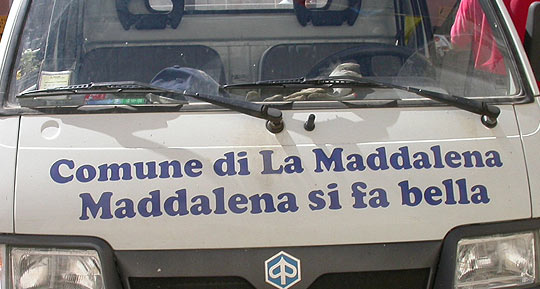 Comune di La Maddalena
Maddalena si fa bella